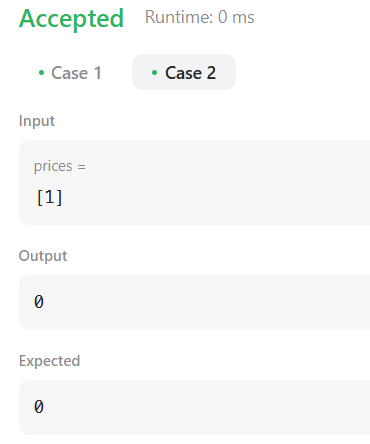 Accepted Runtime: 0 ms
• Case 1 • Case 2
Input
prices =
[1]
Output
0
Expected
0